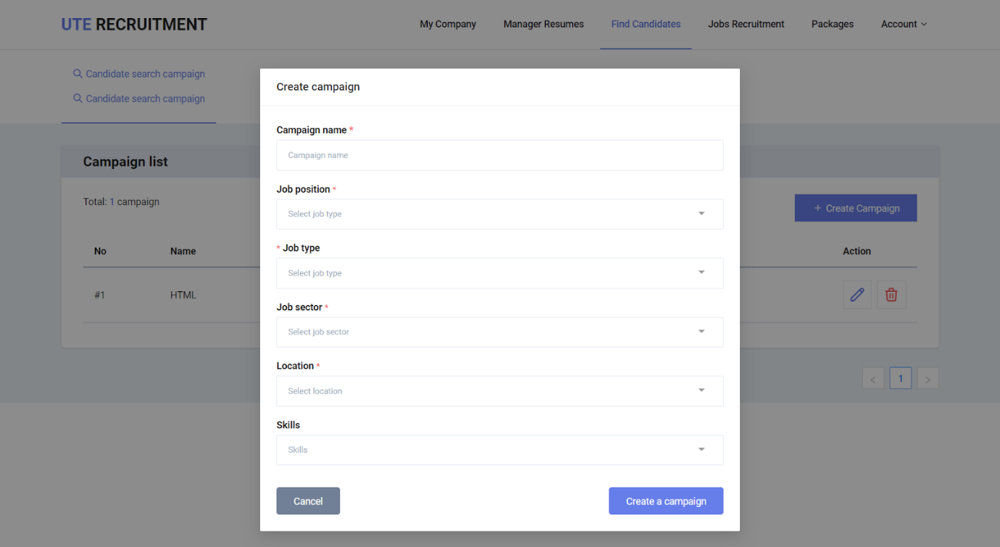 UTE RECRUITMENT
My Company Manager Resumes Find Candidates Jobs Recruitment Packages Account
Candidate search campaign
Candidate search campaign
Create campaign
Campaign name *
Campaign name
Job position *
Select job type
* Job type
Select job type
Job sector *
Select job sector
Location *
Select location
Skills
Skills
Cancel Create a campaign
Campaign list
Total: 1 campaign
+ Create Campaign
No Name Action
#1 HTML
< 1 >